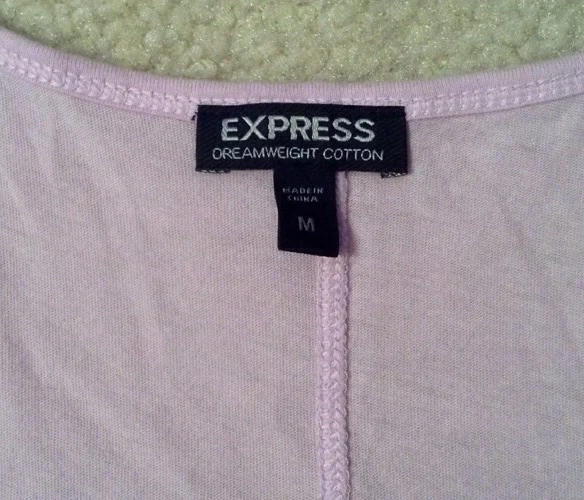 EXPRESS
DREAMWEIGHT COTTON
MADE IN
CHINA
M